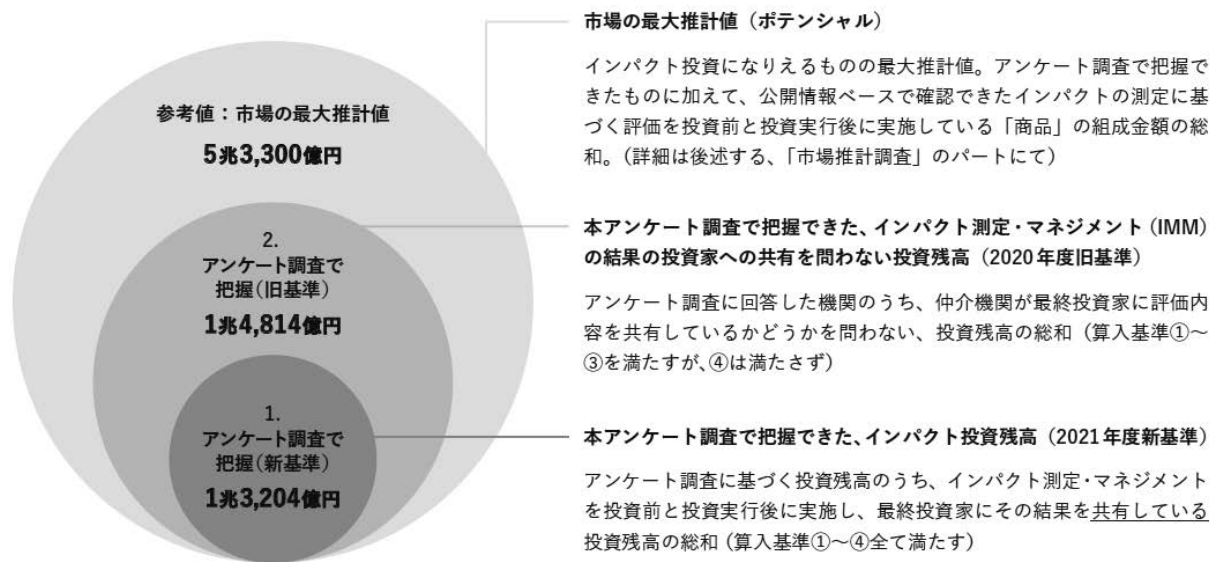 参考値：市場の最大推計値
5兆3,300億円
2.
アンケート調査で
把握(旧基準)
1兆4,814億円
1.
アンケート調査で
把握(新基準)
1兆3,204億円
市場の最大推計値（ポテンシャル）
インパクト投資になりえるものの最大推計値。アンケート調査で把握で
きたものに加えて、公開情報ベースで確認できたインパクトの測定に基
づく評価を投資前と投資実行後に実施している「商品」の組成金額の総
和。（詳細は後述する、「市場推計調査」のパートにて）
本アンケート調査で把握できた、インパクト測定・マネジメント（IMM）
の結果の投資家への共有を問わない投資残高（2020年度旧基準）
アンケート調査に回答した機関のうち、仲介機関が最終投資家に評価内
容を共有しているかどうかを問わない、投資残高の総和（算入基準①～
③を満たすが、④は満たさず）
本アンケート調査で把握できた、インパクト投資残高（2021年度新基準）
アンケート調査に基づく投資残高のうち、インパクト測定・マネジメント
を投資前と投資実行後に実施し、最終投資家にその結果を共有している
投資残高の総和（算入基準①～④全て満たす）